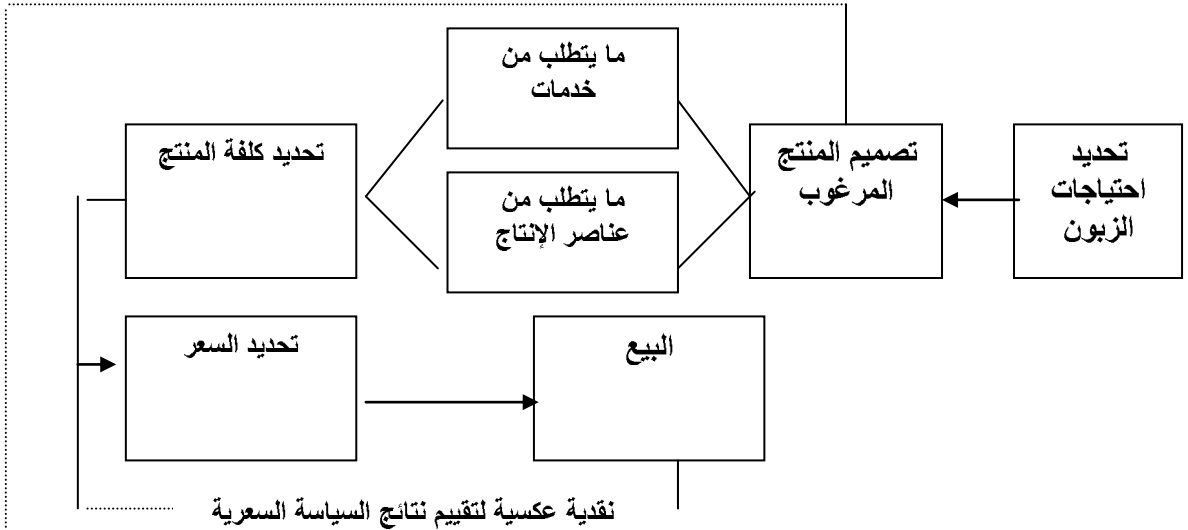 تحديد
احتياجات
الزبون
تصميم المنتج
المرغوب
ما يتطلب من
خدمات
ما يتطلب من
عناصر الإنتاج
تحديد كلفة المنتج
تحديد السعر
البيع
نقدية عكسية لتقييم نتائج السياسة السعرية